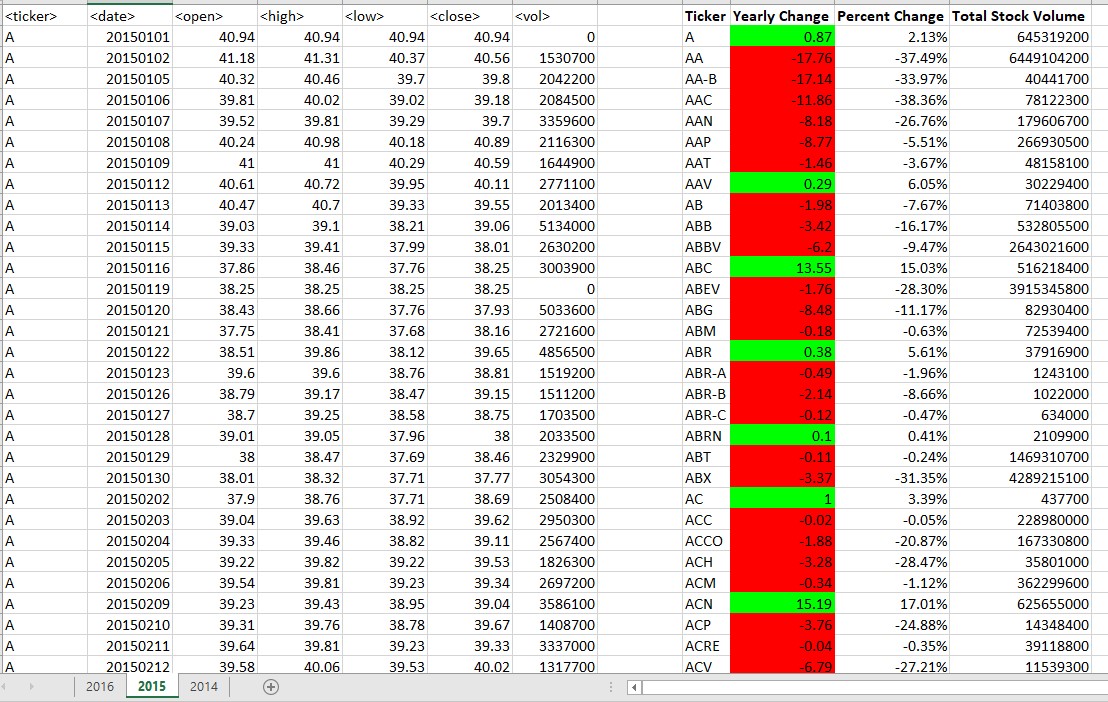 <ticker> <date> <open> <high> <low> <close> <vol> Ticker Yearly Change Percent Change Total Stock Volume
A 20150101 40.94 40.94 40.94 40.94 0 A 0.87 2.13% 645319200
A 20150102 41.18 41.31 40.37 40.56 1530700 AA -17.76 -37.49% 6449104200
A 20150105 40.32 40.46 39.7 39.8 2042200 AA-B -17.14 -33.97% 40441700
A 20150106 39.81 40.02 39.02 39.18 2084500 AAC -11.86 -38.36% 78122300
A 20150107 39.52 39.81 39.29 39.7 3359600 AAN -8.18 -26.76% 179606700
A 20150108 40.24 40.98 40.18 40.89 2116300 AAP -8.77 -5.51% 266930500
A 20150109 41 41 40.29 40.59 1644900 AAT -1.46 -3.67% 48158100
A 20150112 40.61 40.72 39.95 40.11 2771100 AAV 0.29 6.05% 30229400
A 20150113 40.47 40.7 39.33 39.55 2013400 AB -1.98 -7.67% 71403800
A 20150114 39.03 39.1 38.21 39.06 5134000 ABB -3.42 -16.17% 532805500
A 20150115 39.33 39.41 37.99 38.01 2630200 ABBV -6.2 -9.47% 2643021600
A 20150116 37.86 38.46 37.76 38.25 3003900 ABC 13.55 15.03% 516218400
A 20150119 38.25 38.25 38.25 38.25 0 ABEV -1.76 -28.30% 3915345800
A 20150120 38.43 38.66 37.76 37.93 5033600 ABG -8.48 -11.17% 82930400
A 20150121 37.75 38.41 37.68 38.16 2721600 ABM -0.18 -0.63% 72539400
A 20150122 38.51 39.86 38.12 39.65 4856500 ABR 0.38 5.61% 37916900
A 20150123 39.6 39.6 38.76 38.81 1519200 ABR-A -0.49 -1.96% 1243100
A 20150126 38.79 39.17 38.47 39.15 1511200 ABR-B -2.14 -8.66% 1022000
A 20150127 38.7 39.25 38.58 38.75 1703500 ABR-C -0.12 -0.47% 634000
A 20150128 39.01 39.05 37.96 38 2033500 ABRN 0.1 0.41% 2109900
A 20150129 38 38.47 37.69 38.46 2329900 ABT -0.11 -0.24% 1469310700
A 20150130 38.01 38.32 37.71 37.77 3054300 ABX -3.37 -31.35% 4289215100
A 20150202 37.9 38.76 37.71 38.69 2508400 AC 1 3.39% 437700
A 20150203 39.04 39.63 38.92 39.62 2950300 ACC -0.02 -0.05% 228980000
A 20150204 39.33 39.46 38.82 39.11 2567400 ACCO -1.88 -20.87% 167330800
A 20150205 39.22 39.82 39.22 39.53 1826300 ACH -3.28 -28.47% 35801000
A 20150206 39.54 39.81 39.23 39.34 2697200 ACM -0.34 -1.12% 362299600
A 20150209 39.23 39.43 38.95 39.04 3586100 ACN 15.19 17.01% 625655000
A 20150210 39.31 39.76 38.78 39.67 1408700 ACP -3.76 -24.88% 14348400
A 20150211 39.64 39.81 39.23 39.33 3337000 ACRE -0.04 -0.35% 39118800
A 20150212 39.58 40.06 39.53 40.02 1317700 ACV -6.79 -27.21% 11539300
2016 2015 2014